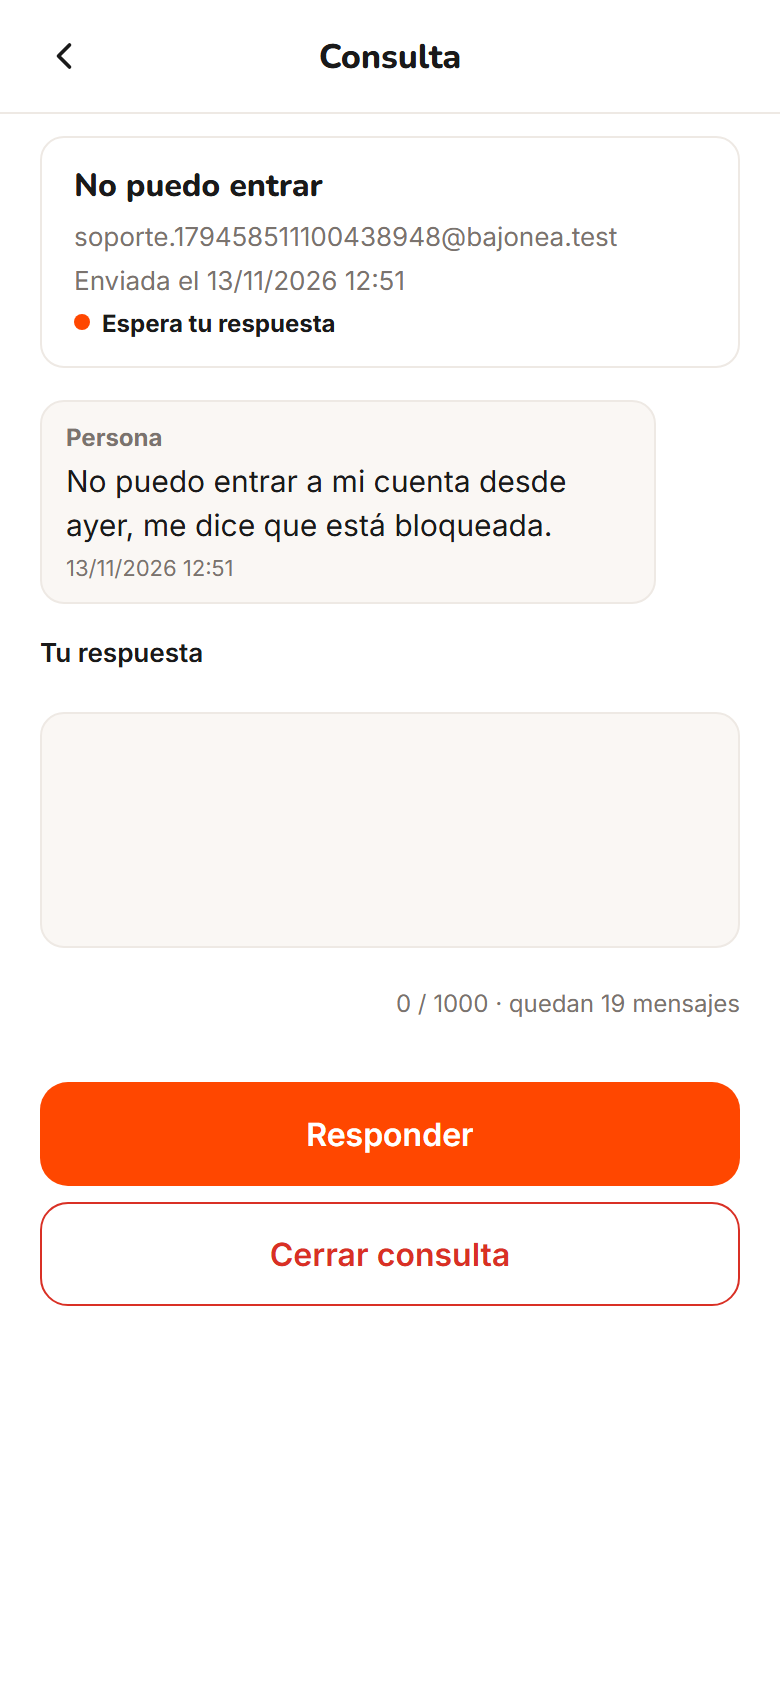 Consulta
No puedo entrar
soporte.179458511100438948@bajonea.test
Enviada el 13/11/2026 12:51
Espera tu respuesta
Persona
No puedo entrar a mi cuenta desde
ayer, me dice que está bloqueada.
13/11/2026 12:51
Tu respuesta
0 / 1000 · quedan 19 mensajes
Responder
Cerrar consulta